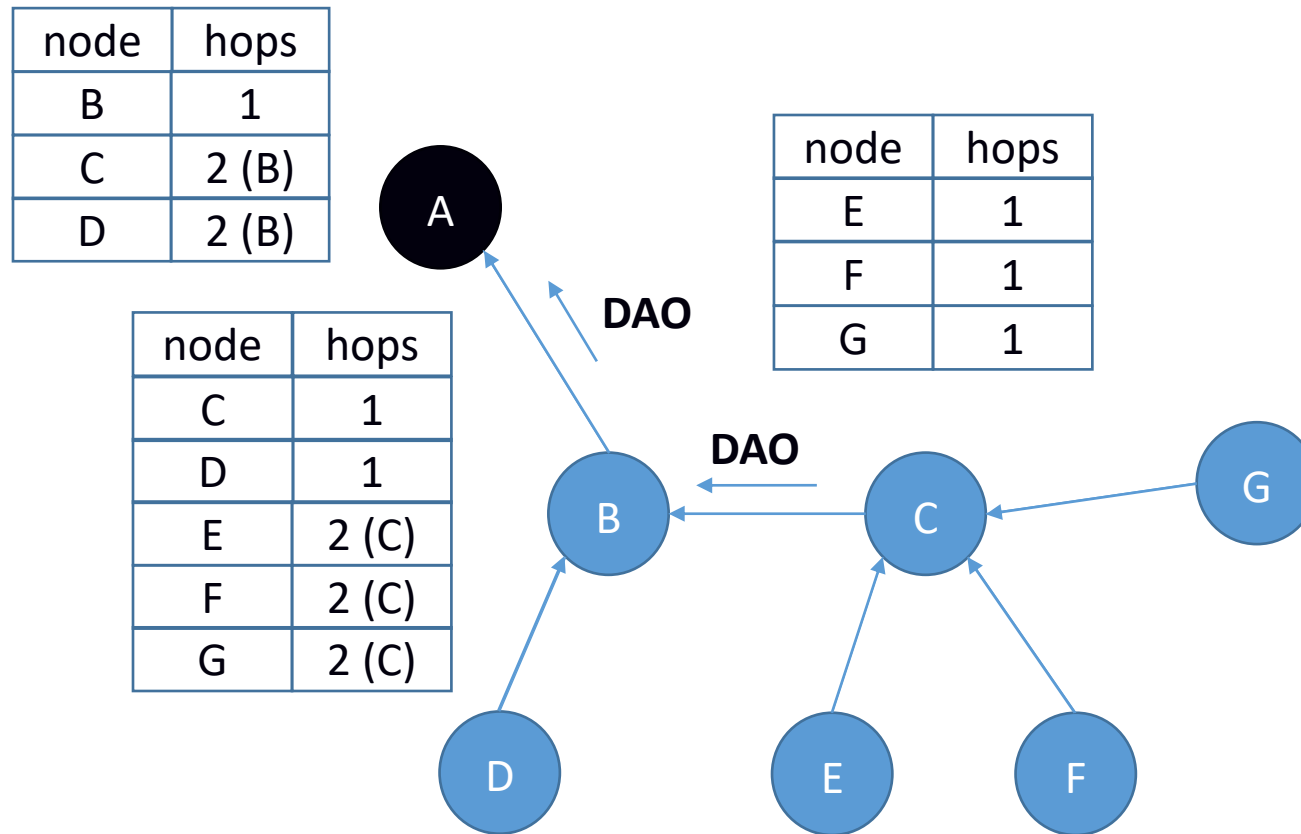 node hops
B 1
C 2 (B)
D 2 (B)
A
node hops
E 1
F 1
G 1
DAO
node hops
C 1
D 1
E 2 (C)
F 2 (C)
G 2 (C)
DAO
B
C
G
D
E
F